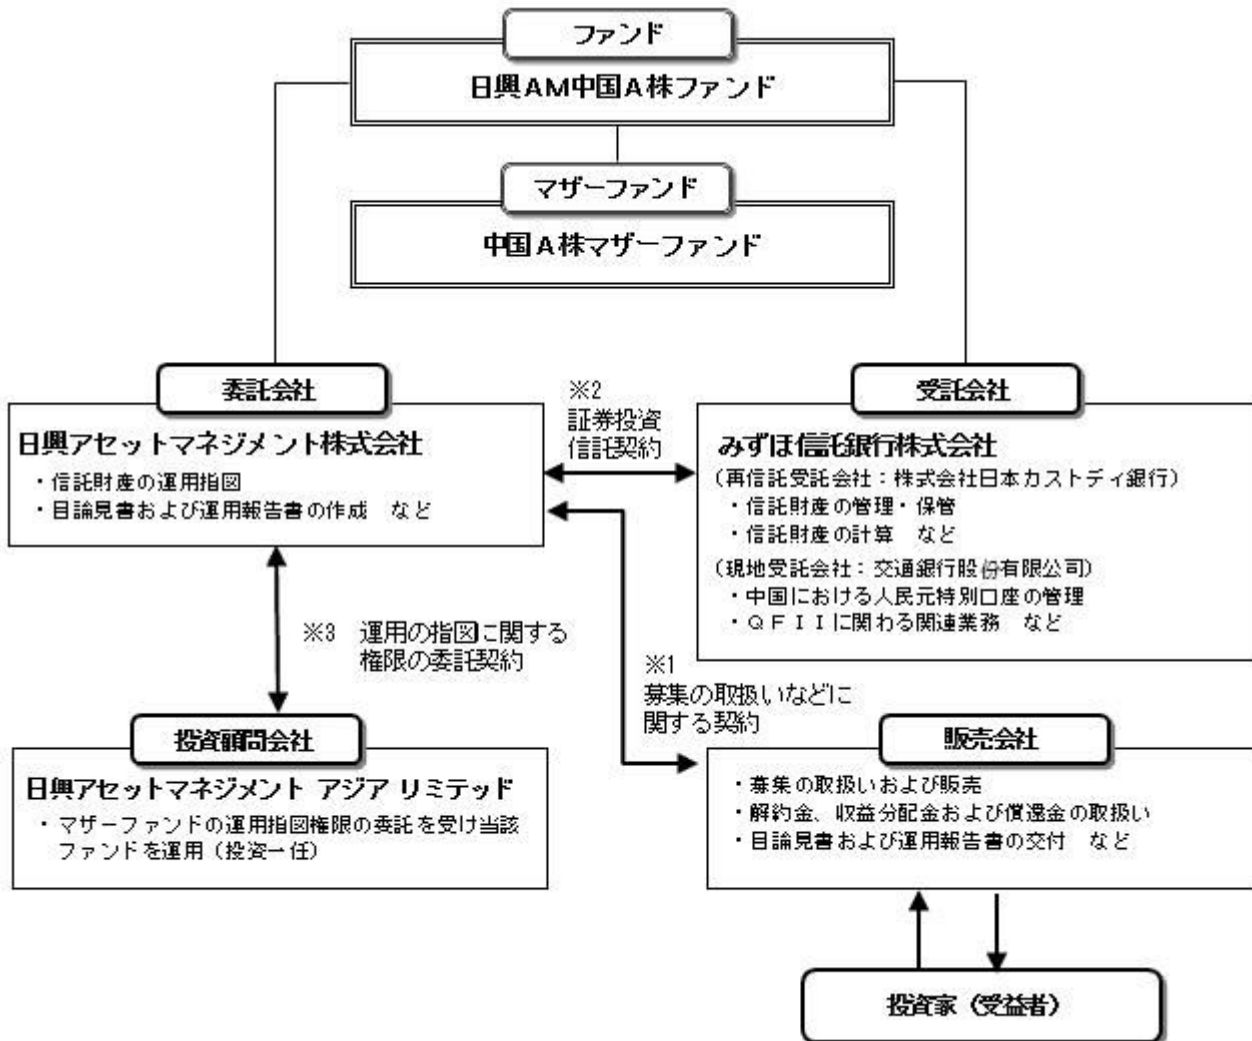 ファンド
日興AM中国A株ファンド
マザーファンド
中国A株マザーファンド
委託会社
日興アセットマネジメント株式会社
・信託財産の運用指図
・目論見書および運用報告書の作成 など
※2
証券投資
信託契約
受託会社
みずほ信託銀行株式会社
(再信託受託会社:株式会社日本カストディ銀行)
・信託財産の管理・保管
・信託財産の計算 など
(現地受託会社:交通銀行股份有限公司)
・中国における人民元特別口座の管理
・QFIIに関わる関連業務 など
※3 運用の指図に関する
権限の委託契約
※1
募集の取扱いなどに
関する契約
投資顧問会社
日興アセットマネジメント アジア リミテッド
・マザーファンドの運用指図権限の委託を受け当該
ファンドを運用(投資一任)
販売会社
・募集の取扱いおよび販売
・解約金、収益分配金および償還金の取扱い
・目論見書および運用報告書の交付 など
投資家(受益者)